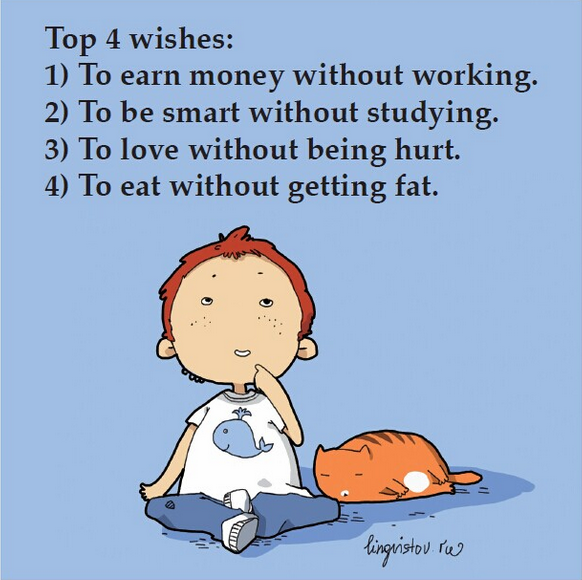 Top 4 wishes:
1) To earn money without working.
2) To be smart without studying.
3) To love without being hurt.
4) To eat without getting fat.
lingvistov.ru